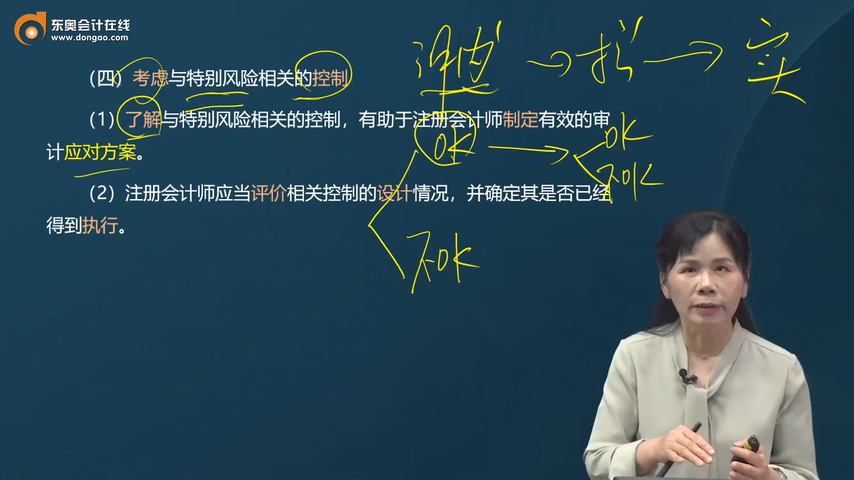 东奥会计在线
www.dongao.com
(四)考虑与特别风险相关的控制
(1)了解与特别风险相关的控制,有助于注册会计师制定有效的审
计应对方案。
(2)注册会计师应当评价相关控制的设计情况,并确定其是否已经
得到执行。
→ 控 → 实
OK → OK
不OK
不OK